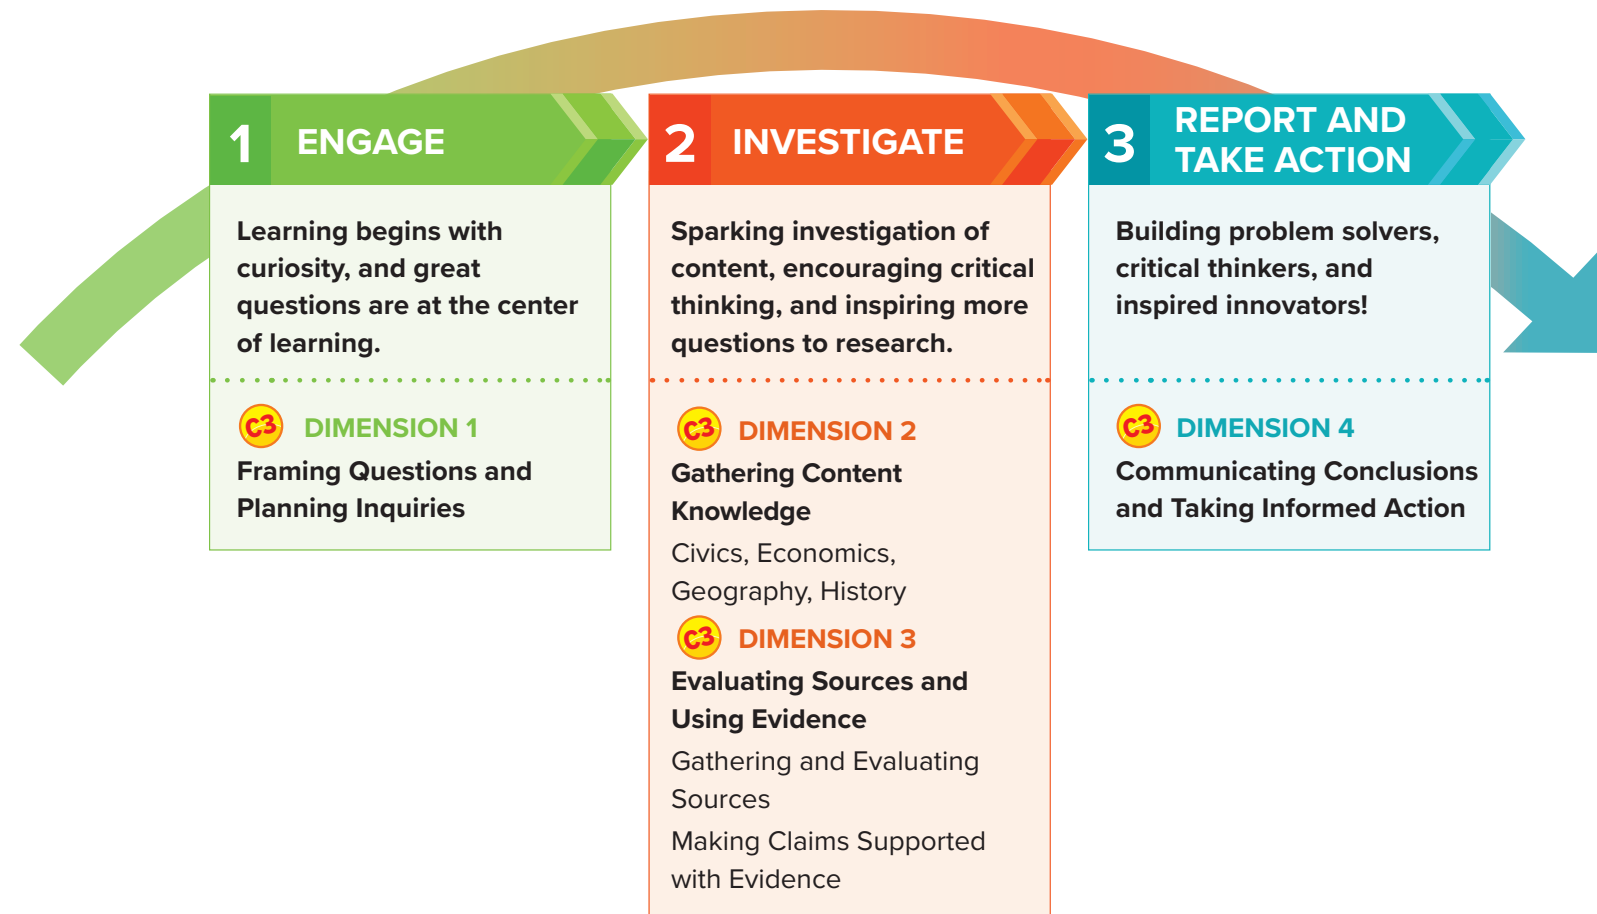 1 ENGAGE
Learning begins with
curiosity, and great
questions are at the center
of learning.
C3 DIMENSION 1
Framing Questions and
Planning Inquiries
2 INVESTIGATE
Sparking investigation of
content, encouraging critical
thinking, and inspiring more
questions to research.
C3 DIMENSION 2
Gathering Content
Knowledge
Civics, Economics,
Geography, History
C3 DIMENSION 3
Evaluating Sources and
Using Evidence
Gathering and Evaluating
Sources
Making Claims Supported
with Evidence
3 REPORT AND
TAKE ACTION
Building problem solvers,
critical thinkers, and
inspired innovators!
C3 DIMENSION 4
Communicating Conclusions
and Taking Informed Action